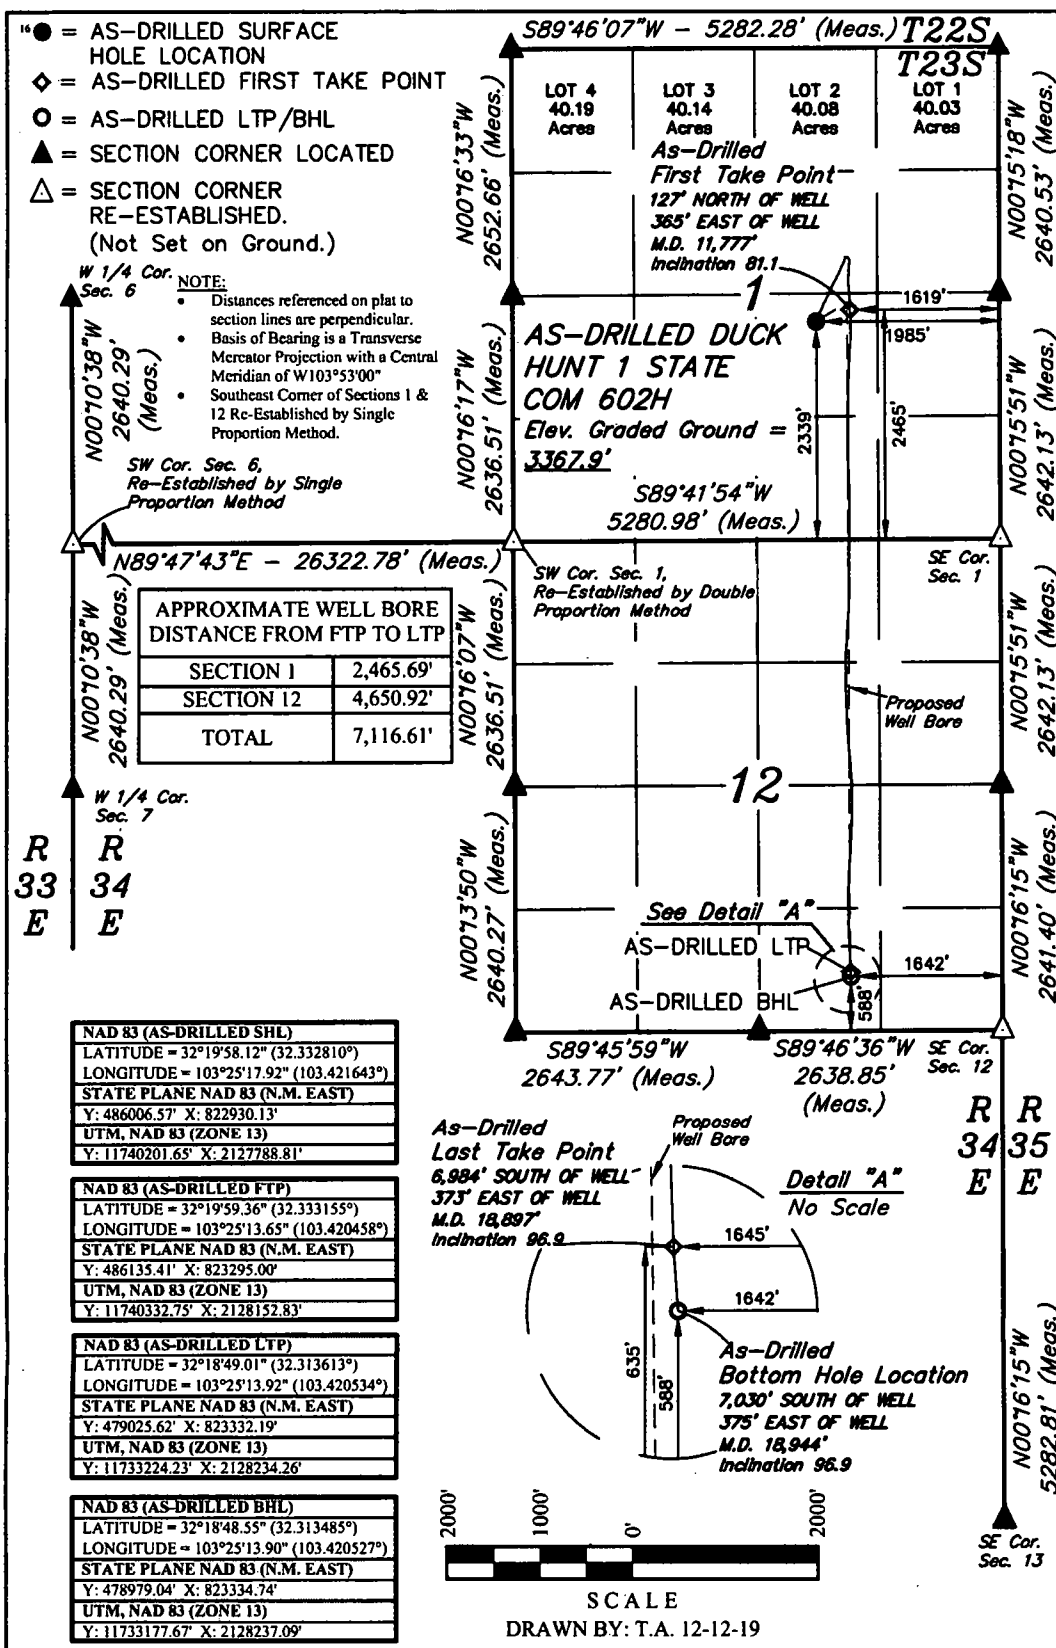 16 ● = AS-DRILLED SURFACE
HOLE LOCATION
◇ = AS-DRILLED FIRST TAKE POINT
O = AS-DRILLED LTP/BHL
▲ = SECTION CORNER LOCATED
△ = SECTION CORNER
RE-ESTABLISHED.
(Not Set on Ground.)
S89°46'07"W - 5282.28' (Meas.)
T22S
T23S
LOT 4
40.19
Acres
LOT 3
40.14
Acres
LOT 2
40.08
Acres
LOT 1
40.03
Acres
N00°16'33"W
2652.66' (Meas.)
N00°15'18"W
2640.53' (Meas.)
As-Drilled
First Take Point
127' NORTH OF WELL
365' EAST OF WELL
M.D. 11,777'
Inclination 81.1
W 1/4 Cor.
Sec. 6
NOTE:
• Distances referenced on plat to
section lines are perpendicular.
• Basis of Bearing is a Transverse
Mercator Projection with a Central
Meridian of W103°53'00"
• Southeast Corner of Sections 1 &
12 Re-Established by Single
Proportion Method.
N00°10'38"W
2640.29'
(Meas.)
N00°16'17"W
2636.51' (Meas.)
1
1619'
1985'
AS-DRILLED DUCK
HUNT 1 STATE
COM 602H
Elev. Graded Ground =
3367.9'
2339'
2465'
N00°15'51"W
2642.13' (Meas.)
SW Cor. Sec. 6,
Re-Established by Single
Proportion Method
S89°41'54"W
5280.98' (Meas.)
N89°47'43"E - 26322.78' (Meas.)
SW Cor. Sec. 1,
Re-Established by Double
Proportion Method
SE Cor.
Sec. 1
APPROXIMATE WELL BORE
DISTANCE FROM FTP TO LTP
SECTION 1 2,465.69'
SECTION 12 4,650.92'
TOTAL 7,116.61'
N00°10'38"W
2640.29' (Meas.)
N00°16'07"W
2636.51' (Meas.)
N00°15'51"W
2642.13' (Meas.)
Proposed
Well Bore
W 1/4 Cor.
Sec. 7
12
R R
33 34
E E
N00°13'50"W
2640.27' (Meas.)
See Detail "A"
AS-DRILLED LTP
AS-DRILLED BHL
1642'
588'
N00°16'15"W
2641.40' (Meas.)
S89°45'59"W
2643.77' (Meas.)
S89°46'36"W
2638.85'
(Meas.)
SE Cor.
Sec. 12
R R
34 35
E E
NAD 83 (AS-DRILLED SHL)
LATITUDE = 32°19'58.12" (32.332810°)
LONGITUDE = 103°25'17.92" (103.421643°)
STATE PLANE NAD 83 (N.M. EAST)
Y: 486006.57' X: 822930.13'
UTM, NAD 83 (ZONE 13)
Y: 11740201.65' X: 2127788.81'
NAD 83 (AS-DRILLED FTP)
LATITUDE = 32°19'59.36" (32.333155°)
LONGITUDE = 103°25'13.65" (103.420458°)
STATE PLANE NAD 83 (N.M. EAST)
Y: 486135.41' X: 823295.00'
UTM, NAD 83 (ZONE 13)
Y: 11740332.75' X: 2128152.83'
NAD 83 (AS-DRILLED LTP)
LATITUDE = 32°18'49.01" (32.313613°)
LONGITUDE = 103°25'13.92" (103.420534°)
STATE PLANE NAD 83 (N.M. EAST)
Y: 479025.62' X: 823332.19'
UTM, NAD 83 (ZONE 13)
Y: 11733224.23' X: 2128234.26'
NAD 83 (AS-DRILLED BHL)
LATITUDE = 32°18'48.55" (32.313485°)
LONGITUDE = 103°25'13.90" (103.420527°)
STATE PLANE NAD 83 (N.M. EAST)
Y: 478979.04' X: 823334.74'
UTM, NAD 83 (ZONE 13)
Y: 11733177.67' X: 2128237.09'
As-Drilled
Last Take Point
6,984' SOUTH OF WELL
373' EAST OF WELL
M.D. 18,897'
Inclination 96.9
Proposed
Well Bore
Detail "A"
No Scale
1645'
1642'
635'
588'
As-Drilled
Bottom Hole Location
7,030' SOUTH OF WELL
375' EAST OF WELL
M.D. 18,944'
Inclination 96.9
N00°16'15"W
5282.81' (Meas.)
SE Cor.
Sec. 13
2000' 1000' 0' 2000'
SCALE
DRAWN BY: T.A. 12-12-19